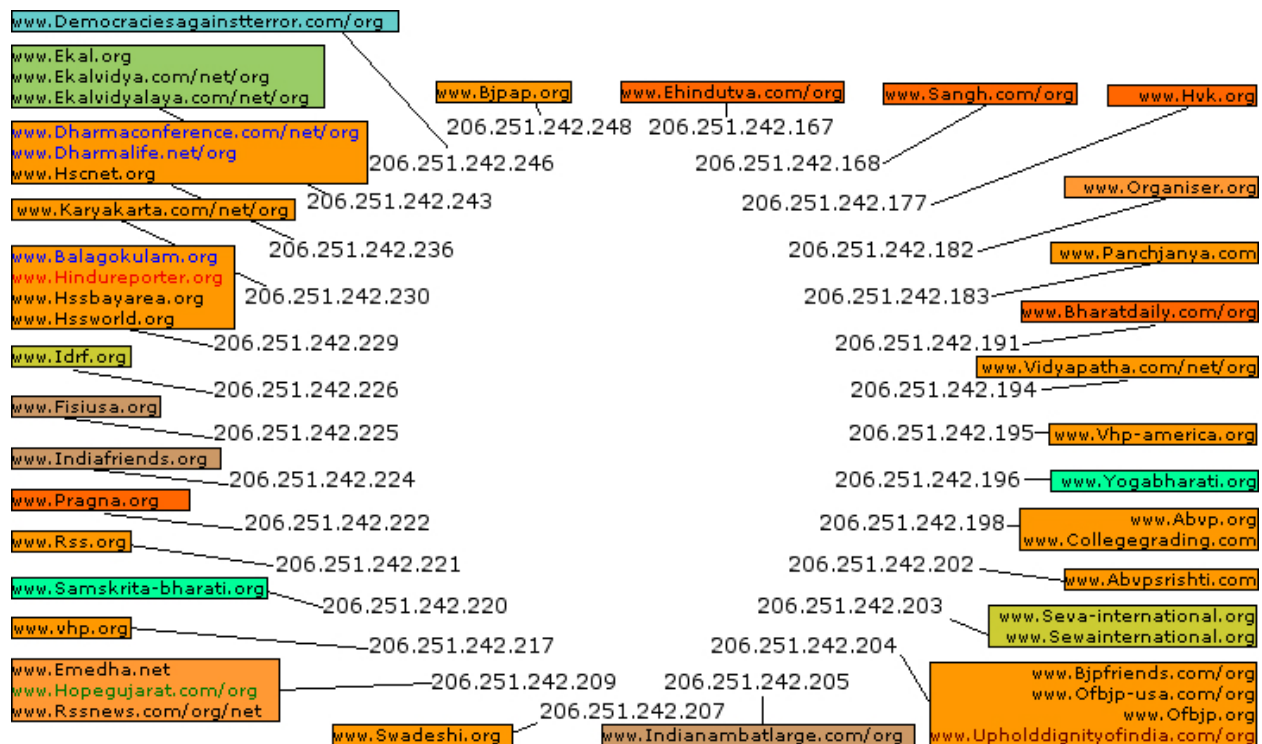 www.Democraciesagainstterror.com/org
www.Ekal.org
www.Ekalvidya.com/net/org
www.Ekalvidyalaya.com/net/org
www.Bjpap.org
www.Ehindutva.com/org
www.Sangh.com/org
www.Hvk.org
206.251.242.248
206.251.242.167
www.Dharmaconference.com/net/org
www.Dharmalife.net/org
www.Hscnet.org
206.251.242.246
206.251.242.168
www.Organiser.org
www.Karyakarta.com/net/org
206.251.242.243
206.251.242.177
206.251.242.236
206.251.242.182
www.Panchjanya.com
www.Balagokulam.org
www.Hindureporter.org
www.Hssbayarea.org
www.Hssworld.org
206.251.242.230
206.251.242.183
www.Bharatdaily.com/org
206.251.242.229
206.251.242.191
www.Idrf.org
www.Vidyapatha.com/net/org
206.251.242.226
206.251.242.194
www.Fisiusa.org
206.251.242.225
206.251.242.195
www.Vhp-america.org
www.Indiafriends.org
206.251.242.224
206.251.242.196
www.Yogabharati.org
www.Pragna.org
206.251.242.222
206.251.242.198
www.Abvp.org
www.Collegegrading.com
www.Rss.org
206.251.242.221
206.251.242.202
www.Abvpsrishti.com
www.Samskrita-bharati.org
206.251.242.220
206.251.242.203
www.Seva-international.org
www.Sewainternational.org
www.vhp.org
206.251.242.217
206.251.242.204
www.Emedha.net
www.Hopegujarat.com/org
www.Rssnews.com/org/net
206.251.242.209
206.251.242.205
www.Bjpfriends.com/org
www.Ofbjp-usa.com/org
www.Ofbjp.org
www.Upholddignityofindia.com/org
206.251.242.207
www.Swadeshi.org
www.Indianambatlarge.com/org